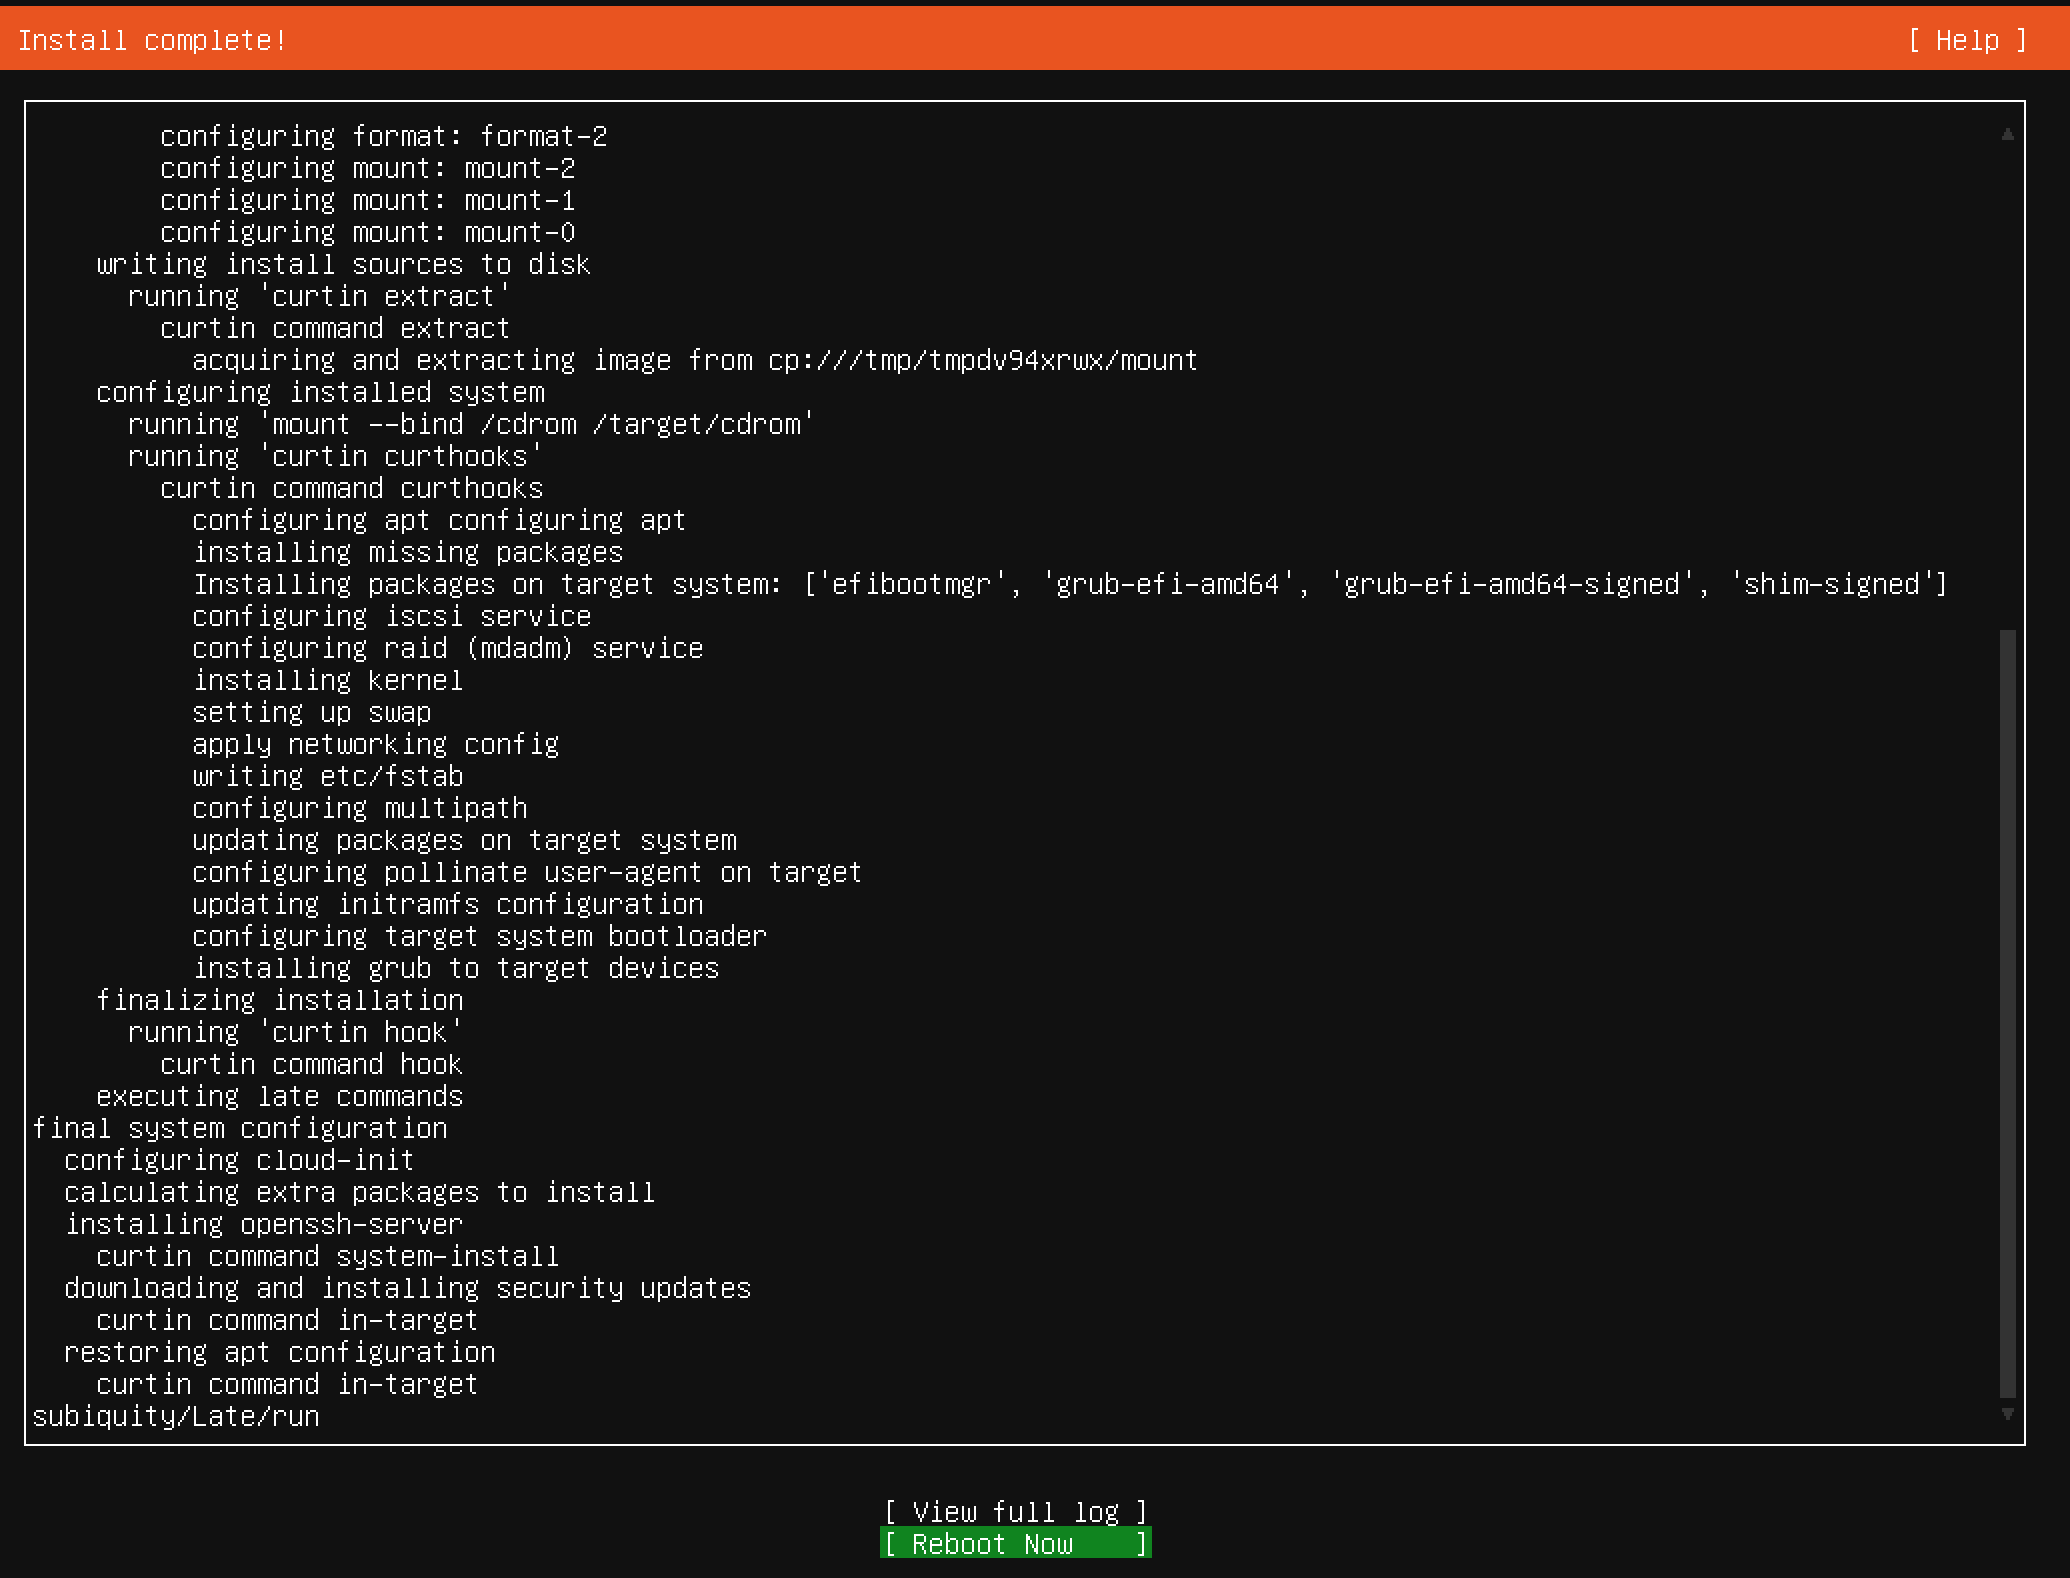 Install complete!
[ Help ]
configuring format: format-2
configuring mount: mount-2
configuring mount: mount-1
configuring mount: mount-0
writing install sources to disk
running 'curtin extract'
curtin command extract
acquiring and extracting image from cp:///tmp/tmpdv94xrwx/mount
configuring installed system
running 'mount --bind /cdrom /target/cdrom'
running 'curtin curthooks'
curtin command curthooks
configuring apt configuring apt
installing missing packages
Installing packages on target system: ['efibootmgr', 'grub-efi-amd64', 'grub-efi-amd64-signed', 'shim-signed']
configuring iscsi service
configuring raid (mdadm) service
installing kernel
setting up swap
apply networking config
writing etc/fstab
configuring multipath
updating packages on target system
configuring pollinate user-agent on target
updating initramfs configuration
configuring target system bootloader
installing grub to target devices
finalizing installation
running 'curtin hook'
curtin command hook
executing late commands
final system configuration
configuring cloud-init
calculating extra packages to install
installing openssh-server
curtin command system-install
downloading and installing security updates
curtin command in-target
restoring apt configuration
curtin command in-target
subiquity/Late/run
[ View full log ]
[ Reboot Now ]